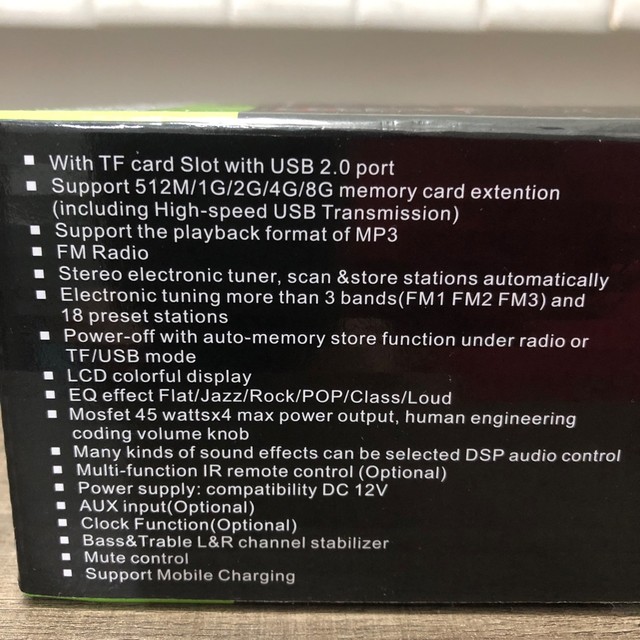 ▪ With TF card Slot with USB 2.0 port
▪ Support 512M/1G/2G/4G/8G memory card extention
(including High-speed USB Transmission)
▪ Support the playback format of MP3
▪ FM Radio
▪ Stereo electronic tuner, scan &store stations automatically
▪ Electronic tuning more than 3 bands(FM1 FM2 FM3) and
18 preset stations
▪ Power-off with auto-memory store function under radio or
TF/USB mode
▪ LCD colorful display
▪ EQ effect Flat/Jazz/Rock/POP/Class/Loud
▪ Mosfet 45 wattsx4 max power output, human engineering
coding volume knob
▪ Many kinds of sound effects can be selected DSP audio control
▪ Multi-function IR remote control (Optional)
▪ Power supply: compatibility DC 12V
▪ AUX input(Optional)
▪ Clock Function(Optional)
▪ Bass&Trable L&R channel stabilizer
▪ Mute control
▪ Support Mobile Charging